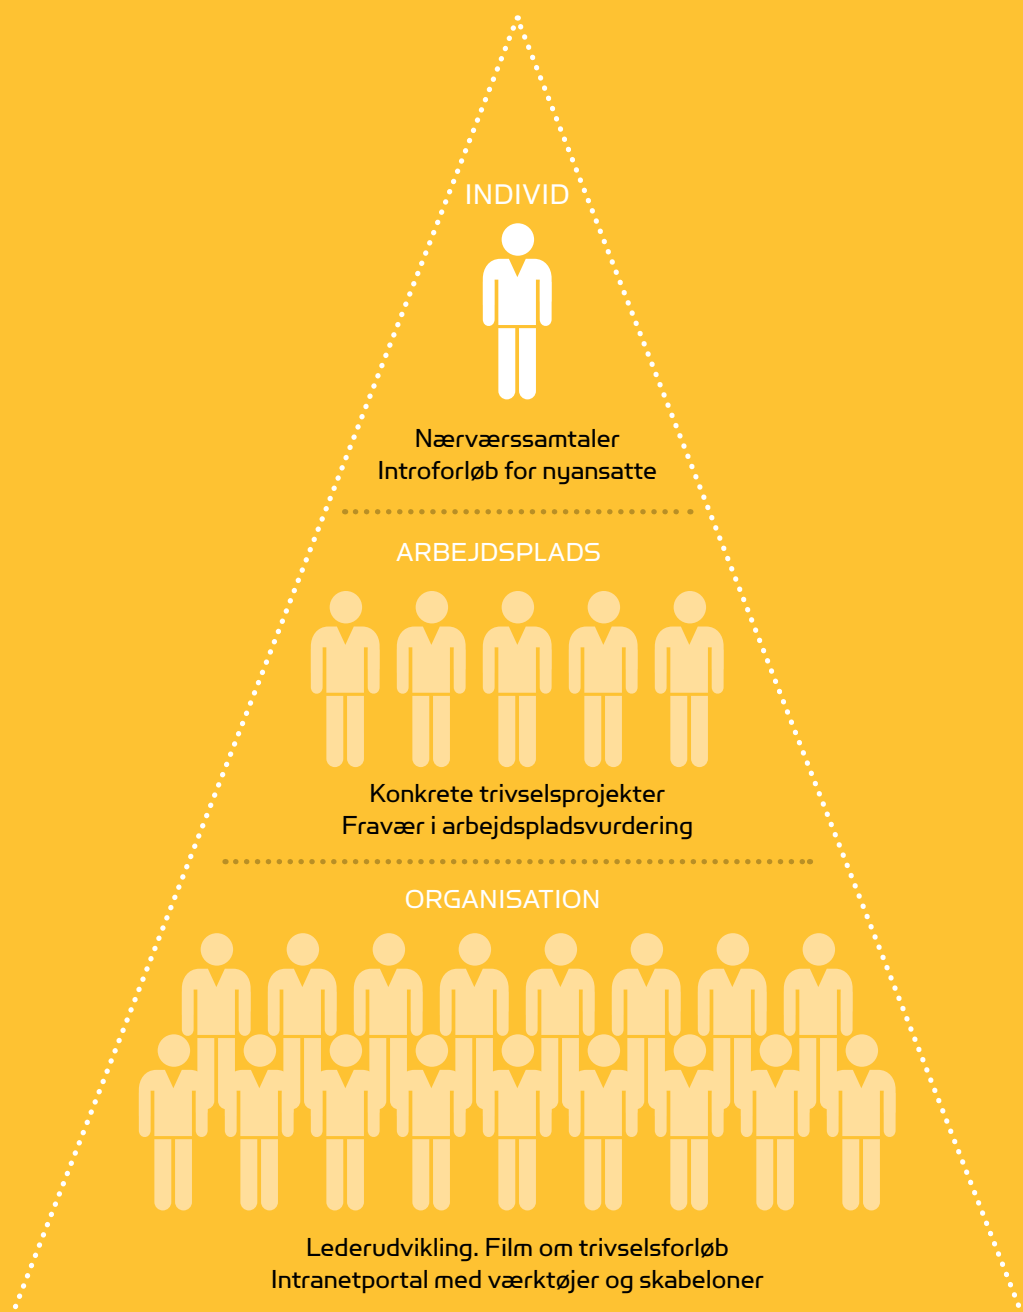 INDIVID
Nærværssamtaler
Introforløb for nyansatte
ARBEJDSPLADS
Konkrete trivselsprojekter
Fravær i arbejdspladsvurdering
ORGANISATION
Lederudvikling. Film om trivselsforløb
Intranetportal med værktøjer og skabeloner